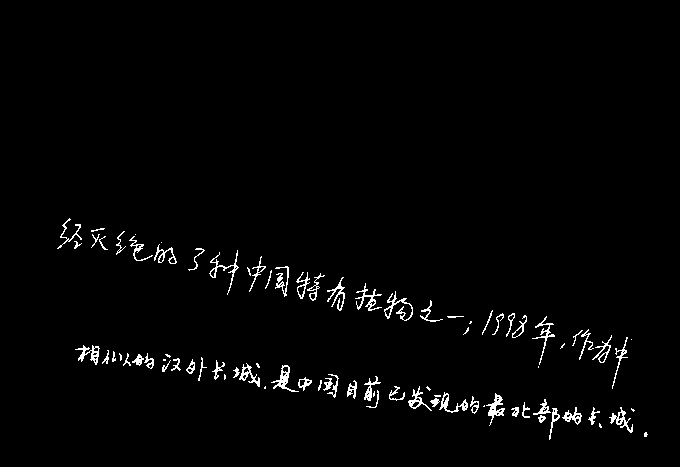 经灭绝的3种中国特有植物之一；1998年，作为中
相似的汉外长城，是中国目前已发现的最北部的长城。